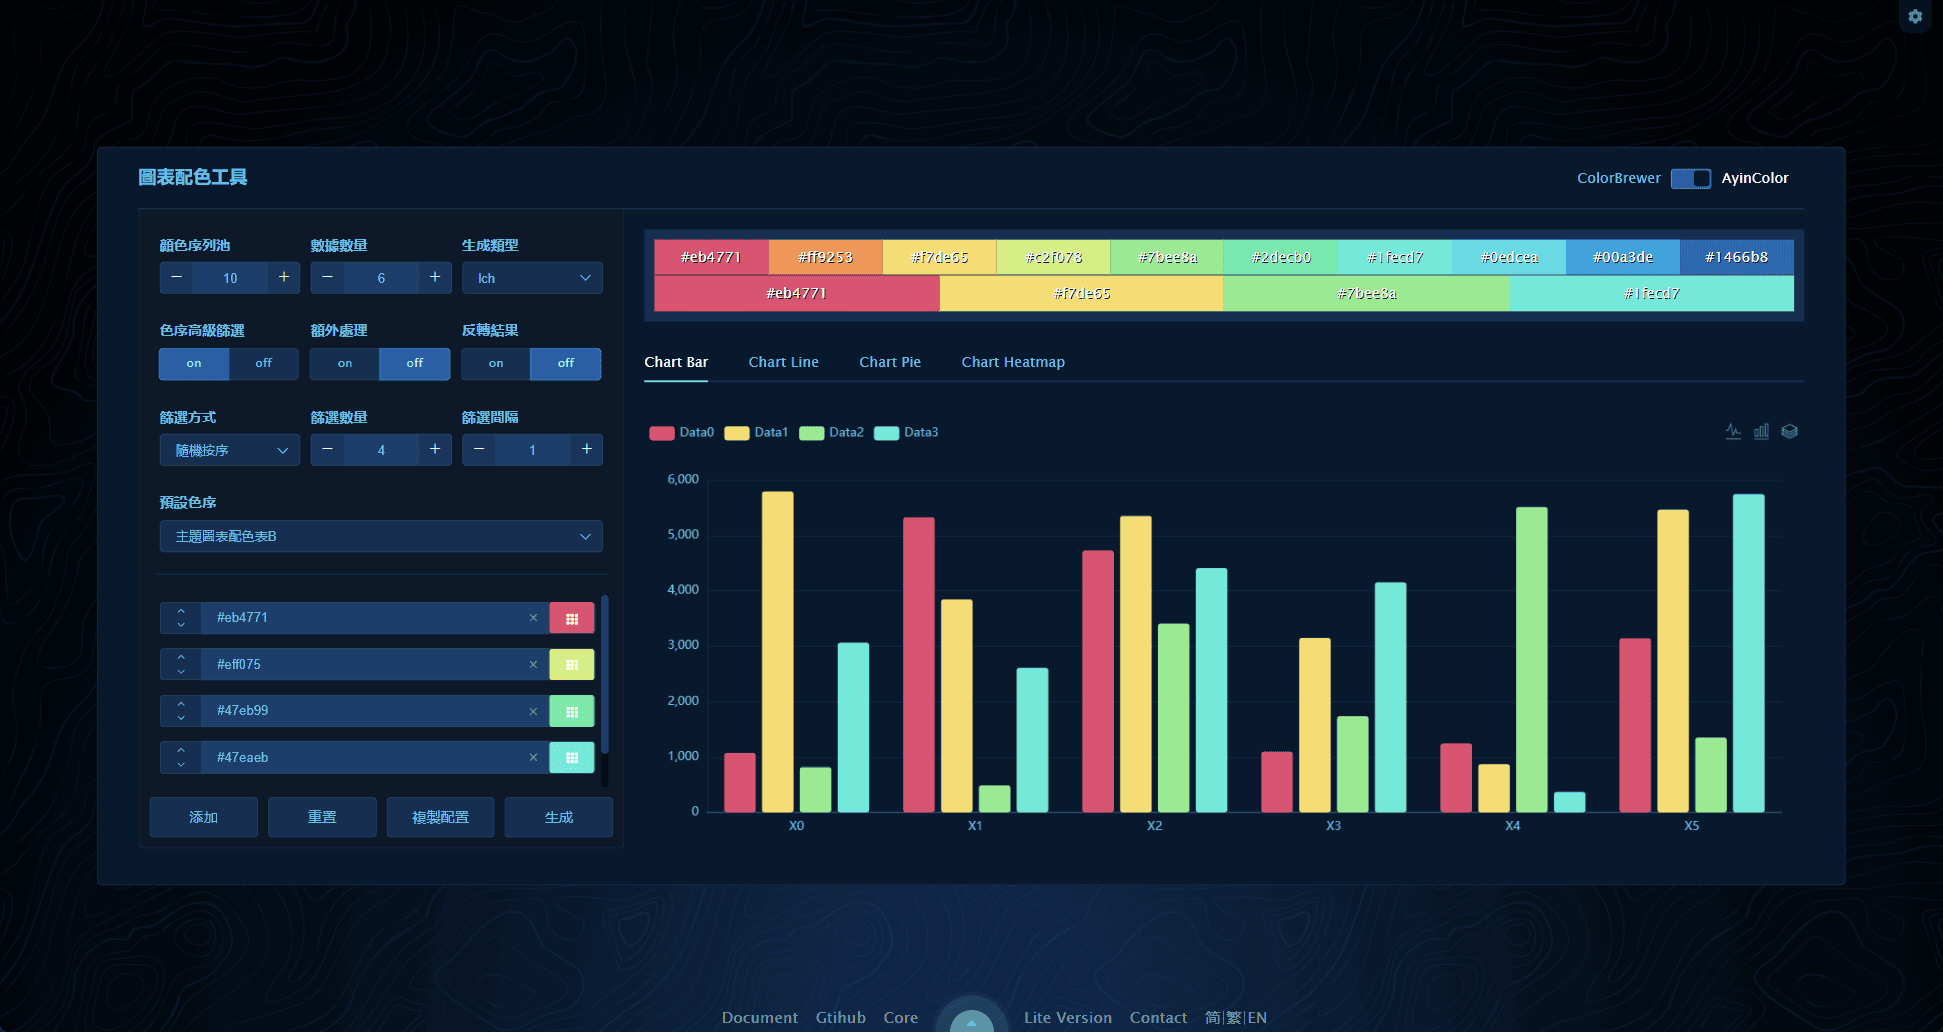 圖表配色工具
ColorBrewer AyinColor
顏色序列池 數據數量 生成類型
− 10 + − 6 + lch
色序高級篩選 額外處理 反轉結果
on off on off on off
篩選方式 篩選數量 篩選間隔
隨機按序 − 4 + − 1 +
預設色序
主題圖表配色表B
#eb4771
#eff075
#47eb99
#47eaeb
添加 重置 複製配置 生成
#eb4771 #ff9253 #f7de65 #c2f078 #7bee8a #2decb0 #1fecd7 #0edcea #00a3de #1466b8
#eb4771 #f7de65 #7bee8a #1fecd7
Chart Bar Chart Line Chart Pie Chart Heatmap
Data0 Data1 Data2 Data3
6,000
5,000
4,000
3,000
2,000
1,000
0
X0 X1 X2 X3 X4 X5
Document Gtihub Core Lite Version Contact 简|繁|EN